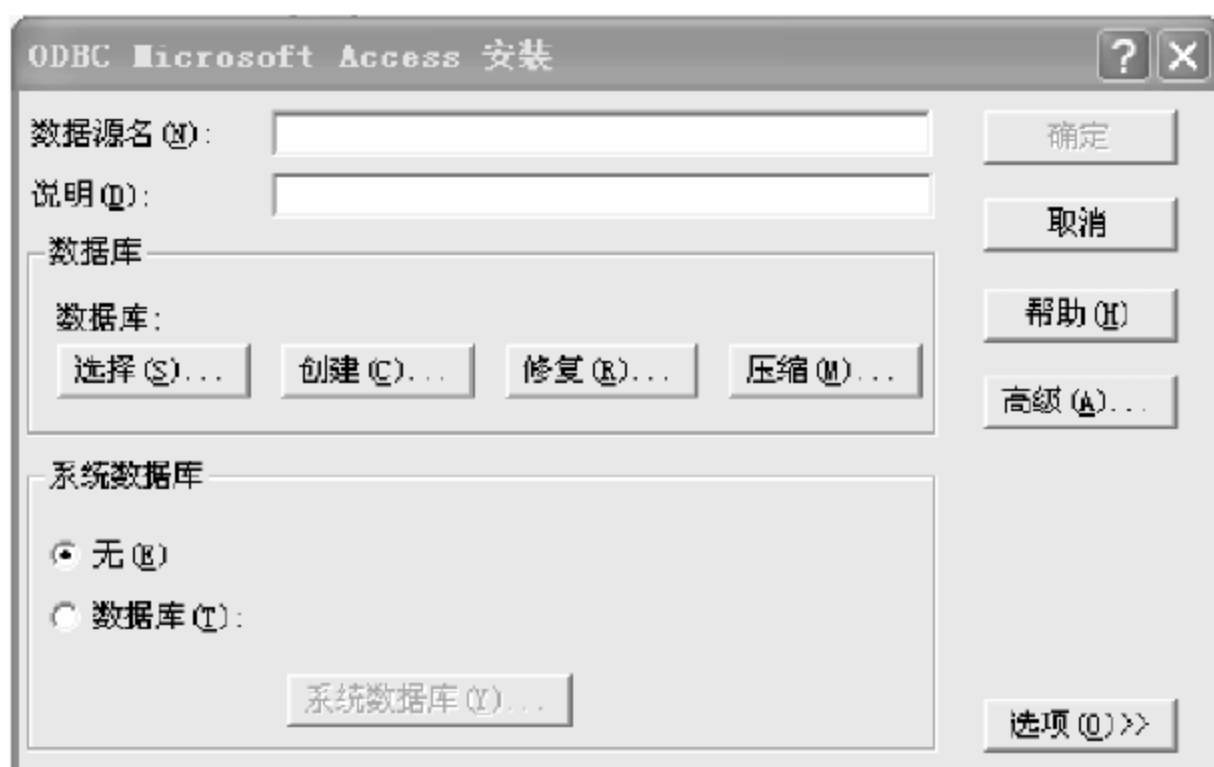 ODBC Microsoft Access 安装
数据源名(N):
确定
说明(D):
取消
数据库
数据库:
帮助(H)
选择(S)... 创建(C)... 修复(R)... 压缩(M)...
高级(A)...
系统数据库
无(E)
数据库(T):
系统数据库(Y)...
选项(O)>>